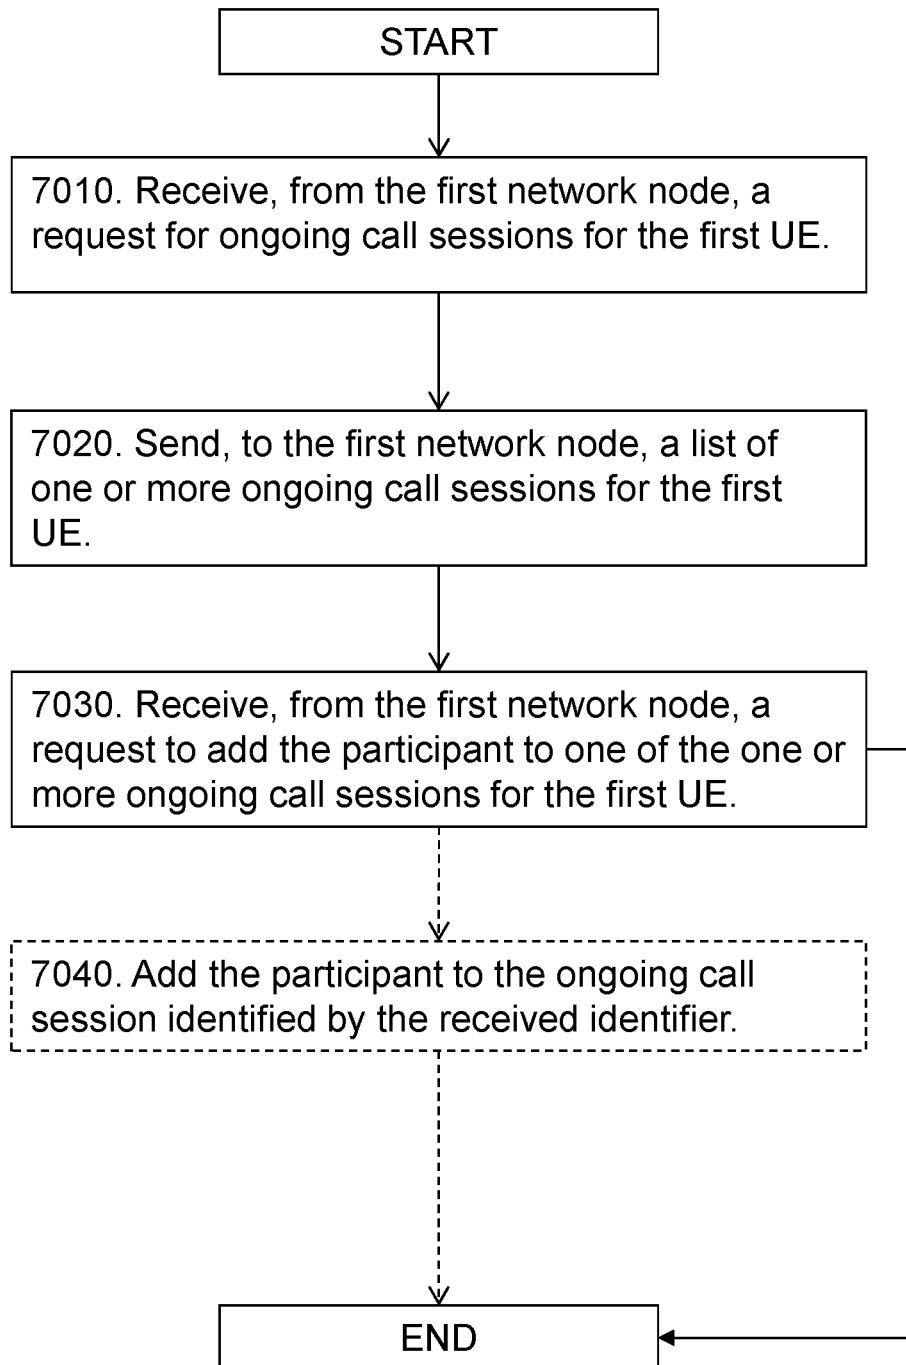 START
7010. Receive, from the first network node, a
request for ongoing call sessions for the first UE.
7020. Send, to the first network node, a list of
one or more ongoing call sessions for the first
UE.
7030. Receive, from the first network node, a
request to add the participant to one of the one or
more ongoing call sessions for the first UE.
7040. Add the participant to the ongoing call
session identified by the received identifier.
END